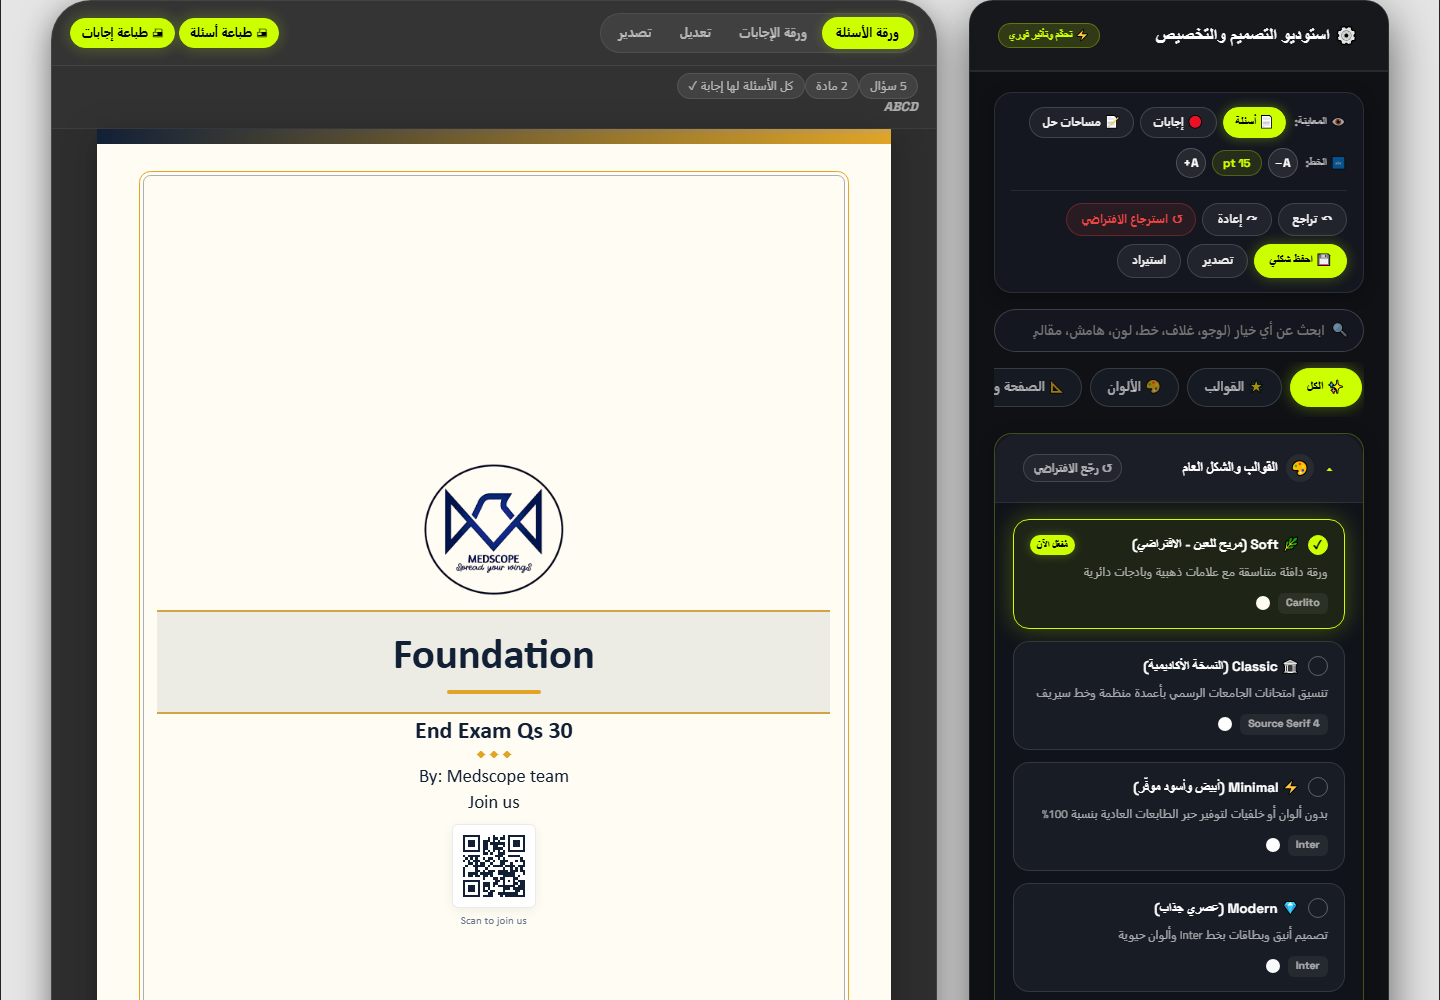 استوديو التصميم والتخصيص
تحكّم وتأثير فوري
المعاينة:
أسئلة
إجابات
مساحات حل
الخط:
A−
15 pt
A+
تراجع
إعادة
استرجاع الافتراضي
احفظ شكلي
تصدير
استيراد
ابحث عن أي خيار (لوجو، غلاف، خط، لون، هامش، مقالي
الكل
القوالب
الألوان
الصفحة و
القوالب والشكل العام
رجّع الافتراضي
Soft (مريح للعين - الافتراضي)
مُفعّل الآن
ورقة دافئة متناسقة مع علامات ذهبية وبادجات دائرية
Carlito
Classic (النسخة الأكاديمية)
تنسيق امتحانات الجامعات الرسمي بأعمدة منظمة وخط سيريف
Source Serif 4
Minimal (أبيض وأسود موفّر)
بدون ألوان أو خلفيات لتوفير حبر الطابعات العادية بنسبة 100%
Inter
Modern (عصري جذاب)
تصميم أنيق وبطاقات بخط Inter وألوان حيوية
Inter
ورقة الأسئلة
ورقة الإجابات
تعديل
تصدير
طباعة أسئلة
طباعة إجابات
5 سؤال
2 مادة
كل الأسئلة لها إجابة ✓
ABCD
MEDSCOPE
Spread your wings
Foundation
End Exam Qs 30
By: Medscope team
Join us
Scan to join us